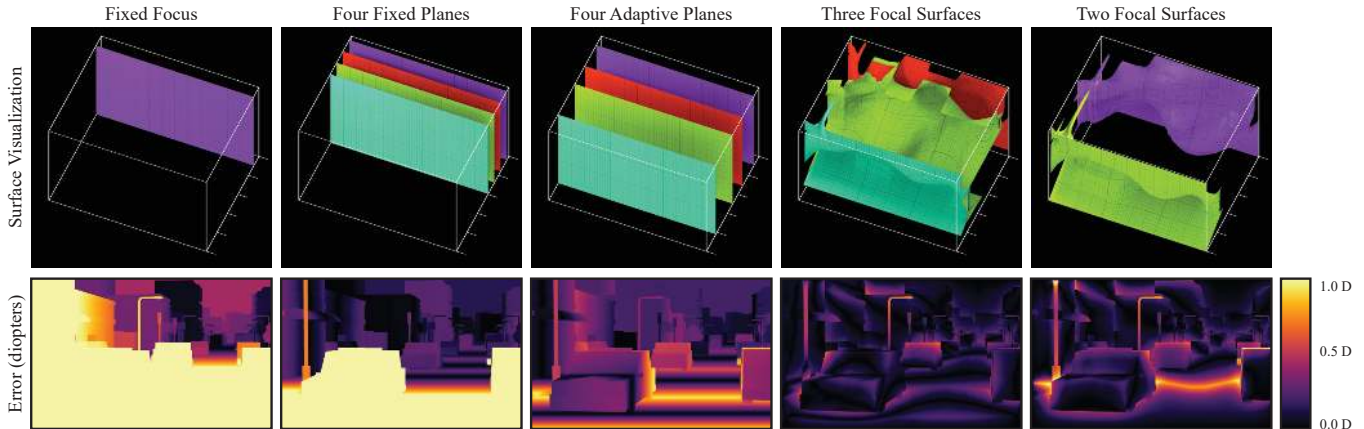 Fixed Focus
Four Fixed Planes
Four Adaptive Planes
Three Focal Surfaces
Two Focal Surfaces
Surface Visualization
Error (diopters)
1.0 D
0.5 D
0.0 D